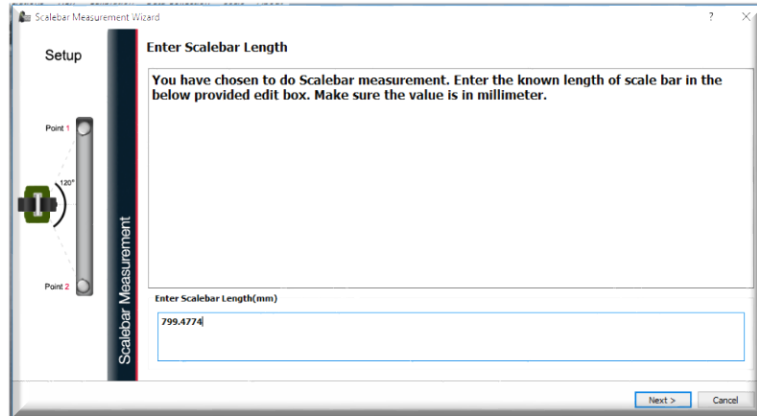 Scalebar Measurement Wizard
?
Setup
Enter Scalebar Length
You have chosen to do Scalebar measurement. Enter the known length of scale bar in the
below provided edit box. Make sure the value is in millimeter.
Point 1
120°
Point 2
Scalebar Measurement
Enter Scalebar Length(mm)
799.4774
Next >
Cancel